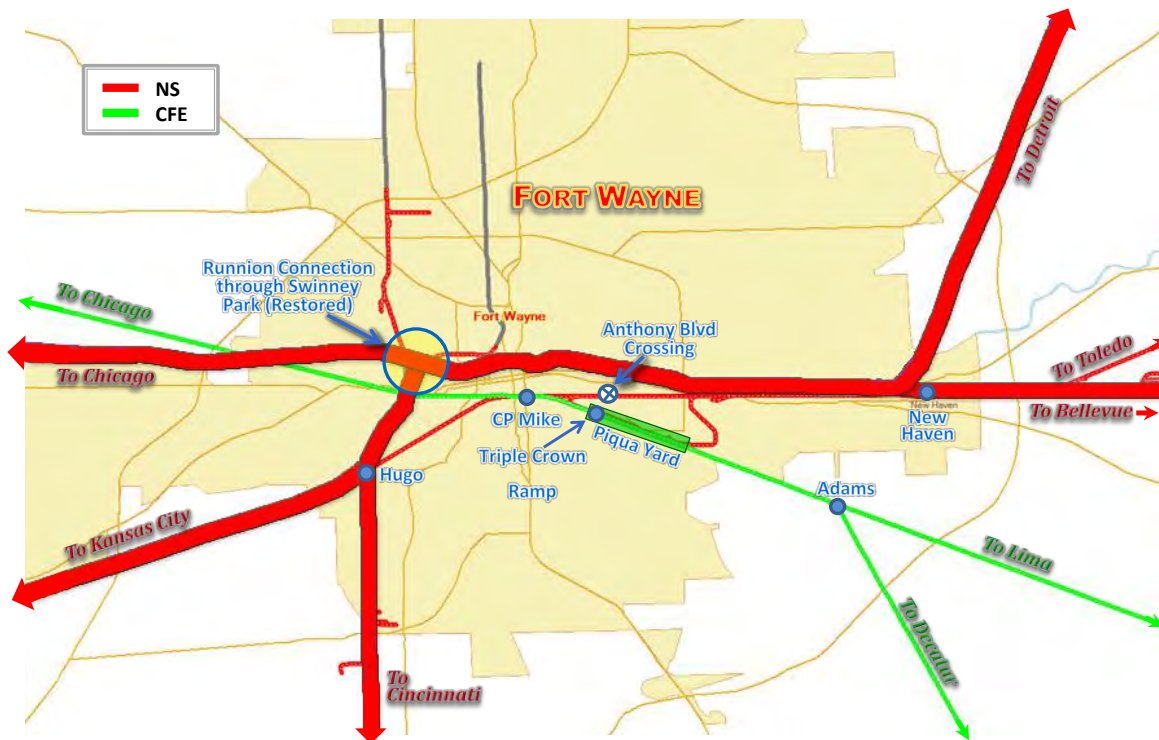 NS
CFE
FORT WAYNE
To Detroit
Runnion Connection
through Swinney
Park (Restored)
To Chicago
Fort Wayne
Anthony Blvd
Crossing
To Chicago
To Toledo
To Bellevue
New Haven
New
Haven
CP Mike
Piqua Yard
Triple Crown
Ramp
Hugo
Adams
To Kansas City
To Lima
To Decatur
To
Cincinnati